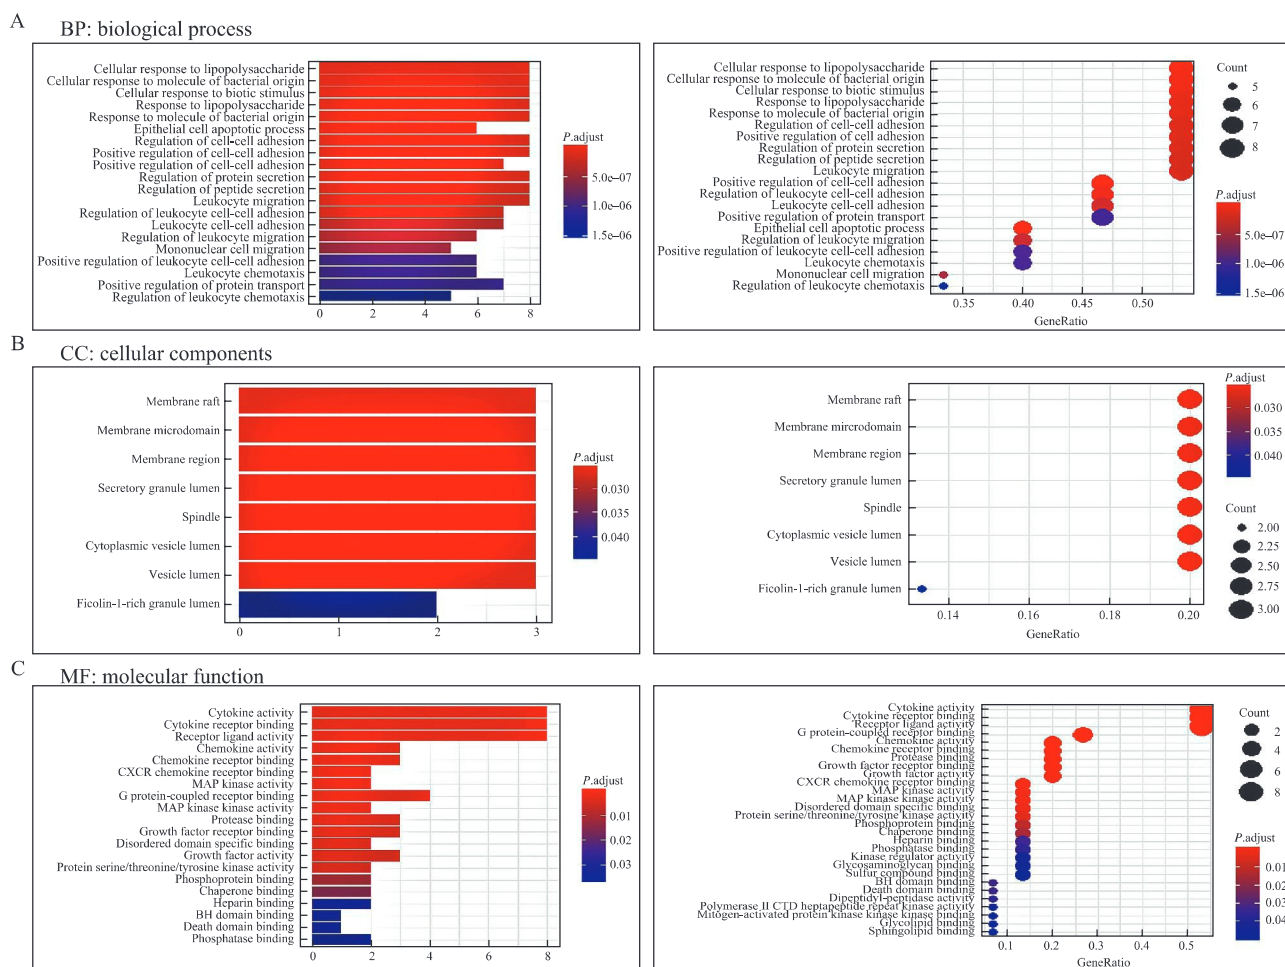 A
BP: biological process
Cellular response to lipopolysaccharide
Cellular response to molecule of bacterial origin
Cellular response to biotic stimulus
Response to lipopolysaccharide
Response to molecule of bacterial origin
Epithelial cell apoptotic process
Regulation of cell-cell adhesion
Positive regulation of cell-cell adhesion
Positive regulation of cell-cell adhesion
Regulation of protein secretion
Regulation of peptide secretion
Leukocyte migration
Regulation of leukocyte cell-cell adhesion
Leukocyte cell-cell adhesion
Regulation of leukocyte migration
Mononuclear cell migration
Positive regulation of leukocyte cell-cell adhesion
Leukocyte chemotaxis
Positive regulation of protein transport
Regulation of leukocyte chemotaxis
0 2 4 6 8
P.adjust
5.0e–07
1.0e–06
1.5e–06
Cellular response to lipopolysaccharide
Cellular response to molecule of bacterial origin
Cellular response to biotic stimulus
Response to lipopolysaccharide
Response to molecule of bacterial origin
Regulation of cell-cell adhesion
Positive regulation of cell adhesion
Regulation of protein secretion
Regulation of peptide secretion
Leukocyte migration
Positive regulation of cell-cell adhesion
Regulation of leukocyte cell-cell adhesion
Leukocyte cell-cell adhesion
Positive regulation of protein transport
Epithelial cell apoptotic process
Regulation of leukocyte migration
Positive regulation of leukocyte cell-cell adhesion
Leukocyte chemotaxis
Mononuclear cell migration
Regulation of leukocyte chemotaxis
0.35 0.40 0.45 0.50
GeneRatio
Count
5
6
7
8
P.adjust
5.0e–07
1.0e–06
1.5e–06
B
CC: cellular components
Membrane raft
Membrane microdomain
Membrane region
Secretory granule lumen
Spindle
Cytoplasmic vesicle lumen
Vesicle lumen
Ficolin-1-rich granule lumen
0 1 2 3
P.adjust
0.030
0.035
0.040
Membrane raft
Membrane mircrodomain
Membrane region
Secretory granule lumen
Spindle
Cytoplasmic vesicle lumen
Vesicle lumen
Ficolin-1-rich granule lumen
0.14 0.16 0.18 0.20
GeneRatio
P.adjust
0.030
0.035
0.040
Count
2.00
2.25
2.50
2.75
3.00
C
MF: molecular function
Cytokine activity
Cytokine receptor binding
Receptor ligand activity
Chemokine activity
Chemokine receptor binding
CXCR chemokine receptor binding
MAP kinase activity
G protein-coupled receptor binding
MAP kinase kinase activity
Protease binding
Growth factor receptor binding
Disordered domain specific binding
Growth factor activity
Protein serine/threonine/tyrosine kinase activity
Phosphoprotein binding
Chaperone binding
Heparin binding
BH domain binding
Death domain binding
Phosphatase binding
0 2 4 6 8
P.adjust
0.01
0.02
0.03
Cytokine activity
Cytokine receptor binding
Receptor ligand activity
G protein-coupled receptor binding
Chemokine activity
Chemokine receptor binding
Protease binding
Growth factor receptor binding
Growth factor activity
CXCR chemokine receptor binding
MAP kinase activity
MAP kinase kinase activity
Disordered domain specific binding
Protein serine/threonine/tyrosine kinase activity
Phosphoprotein binding
Chaperone binding
Heparin binding
Phosphatase binding
Kinase regulator activity
Glycosaminoglycan binding
Sulfur compound binding
BH domain binding
Death domain binding
Dipeptidyl-peptidase activity
Polymerase II CTD heptapeptide repeat kinase activity
Mitogen-activated protein kinase kinase kinase binding
Glycolipid binding
Sphingolipid binding
0.1 0.2 0.3 0.4 0.5
GeneRatio
Count
2
4
6
8
P.adjust
0.01
0.02
0.03
0.04